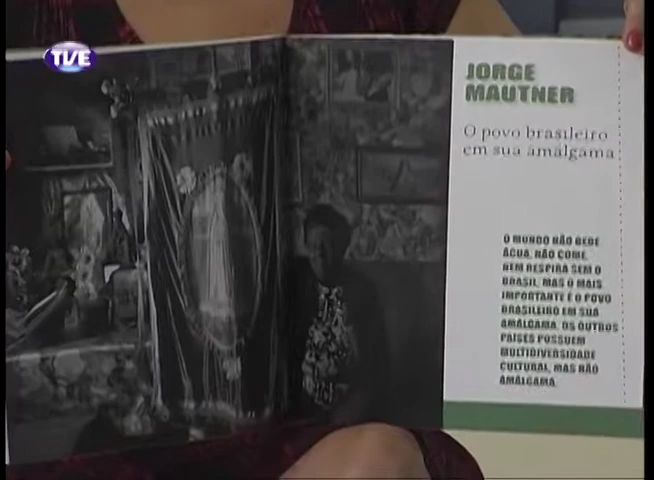 TVE
JORGE
MAUTNER
O povo brasileiro
em sua amálgama
O MUNDO NÃO BEBE
ÁGUA, NÃO COME,
NEM RESPIRA SEM O
BRASIL, MAS O MAIS
IMPORTANTE É O POVO
BRASILEIRO EM SUA
AMÁLGAMA. OS OUTROS
PAÍSES POSSUEM
MULTIDIVERSIDADE
CULTURAL, MAS NÃO
AMÁLGAMA.